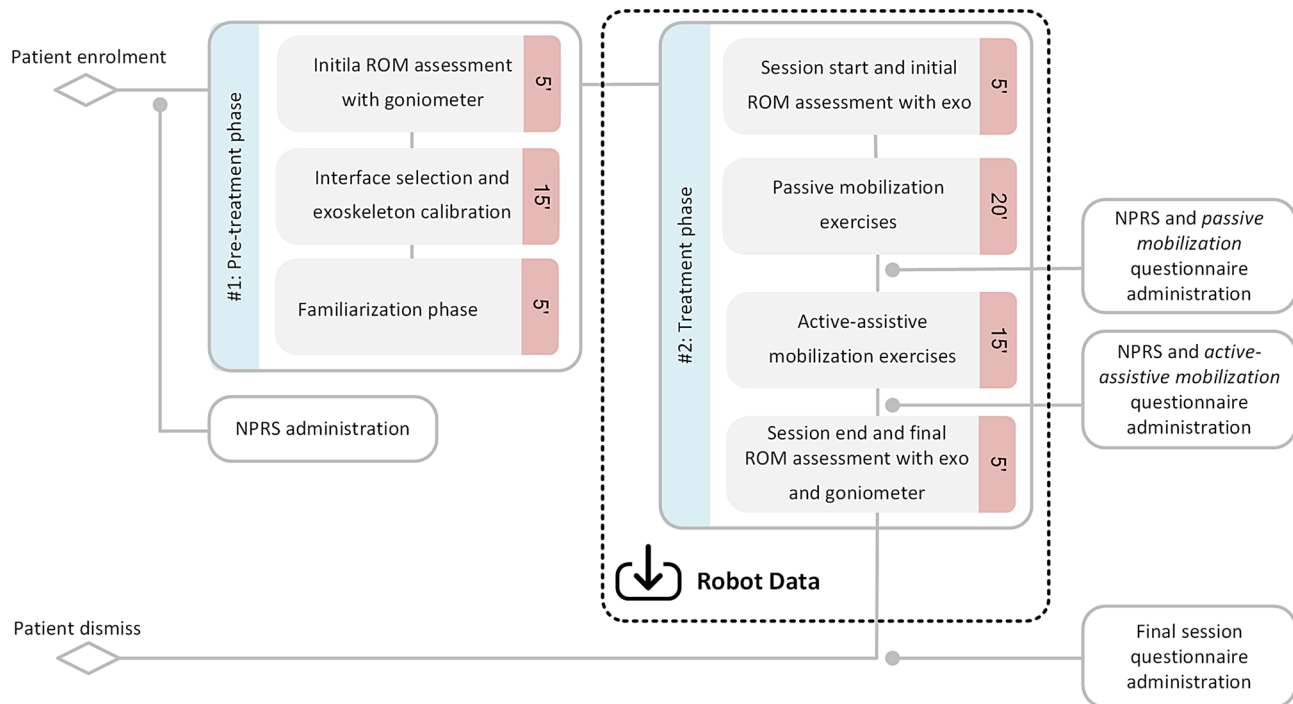 Patient enrolment
#1: Pre-treatment phase
Initila ROM assessment
with goniometer
5'
Interface selection and
exoskeleton calibration
15'
Familiarization phase
5'
NPRS administration
#2: Treatment phase
Session start and initial
ROM assessment with exo
5'
Passive mobilization
exercises
20'
NPRS and passive
mobilization
questionnaire
administration
Active-assistive
mobilization exercises
15'
NPRS and active-
assistive mobilization
questionnaire
administration
Session end and final
ROM assessment with exo
and goniometer
5'
Robot Data
Patient dismiss
Final session
questionnaire
administration